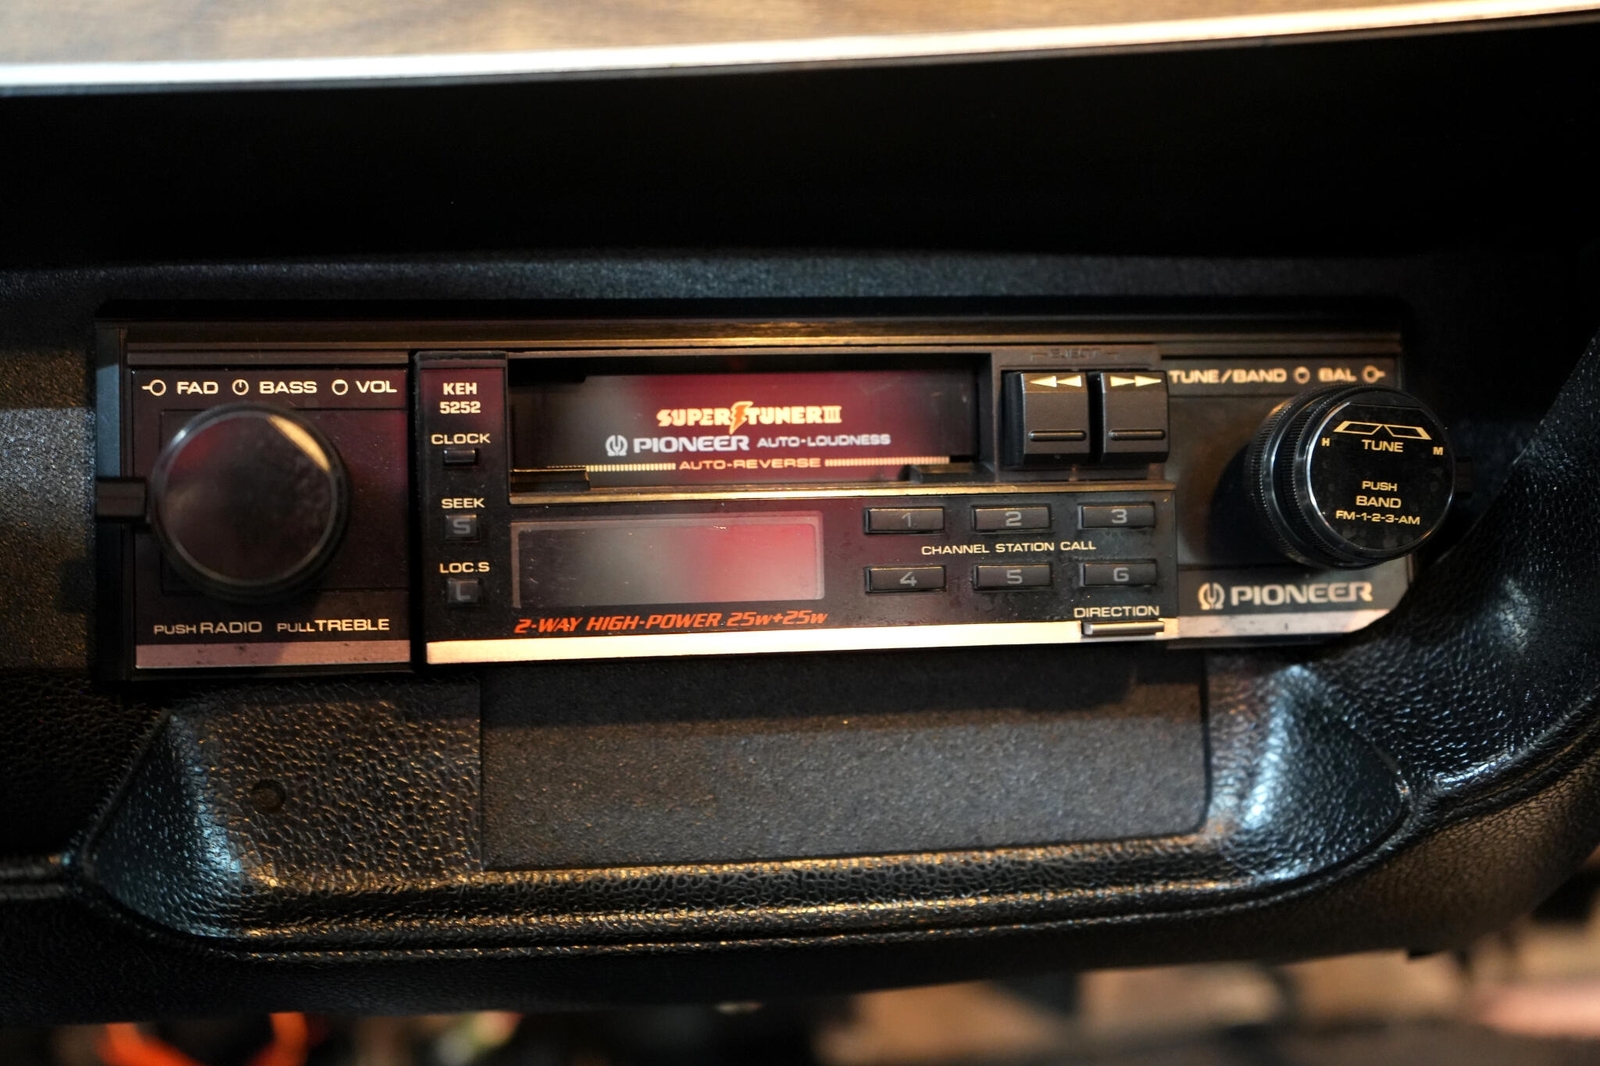 FAD BASS VOL
PUSH RADIO PULL TREBLE
KEH
5252
CLOCK
SEEK
S
LOC.S
L
SUPER TUNER III
PIONEER AUTO-LOUDNESS
AUTO-REVERSE
2-WAY HIGH-POWER 25W+25W
EJECT
1 2 3
CHANNEL STATION CALL
4 5 6
DIRECTION
TUNE/BAND BAL
H M
TUNE
PUSH
BAND
FM-1-2-3-AM
PIONEER